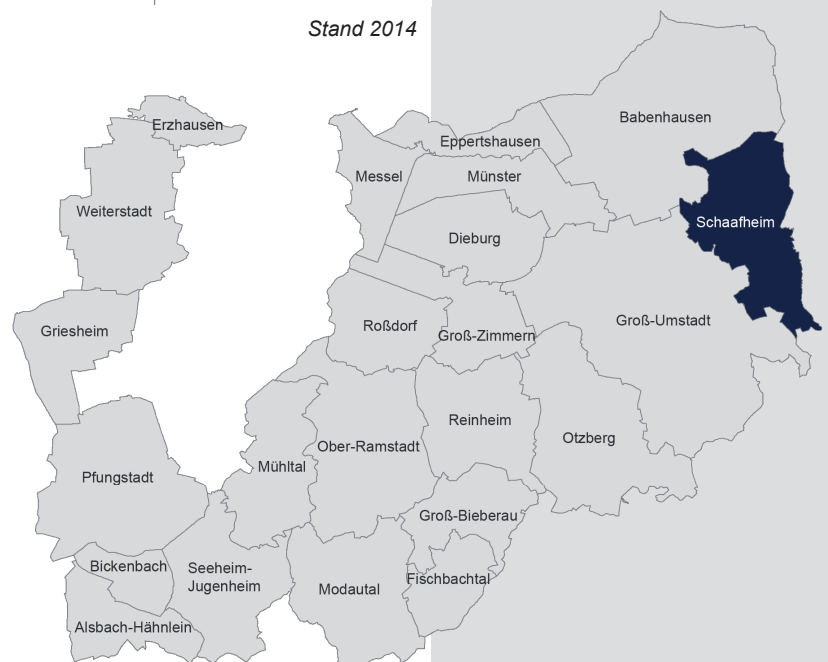 Stand 2014
Babenhausen
Erzhausen
Eppertshausen
Messel
Münster
Weiterstadt
Schaafheim
Dieburg
Groß-Umstadt
Roßdorf
Griesheim
Groß-Zimmern
Reinheim
Otzberg
Ober-Ramstadt
Mühltal
Pfungstadt
Groß-Bieberau
Bickenbach
Seeheim-
Jugenheim
Fischbachtal
Modautal
Alsbach-Hähnlein